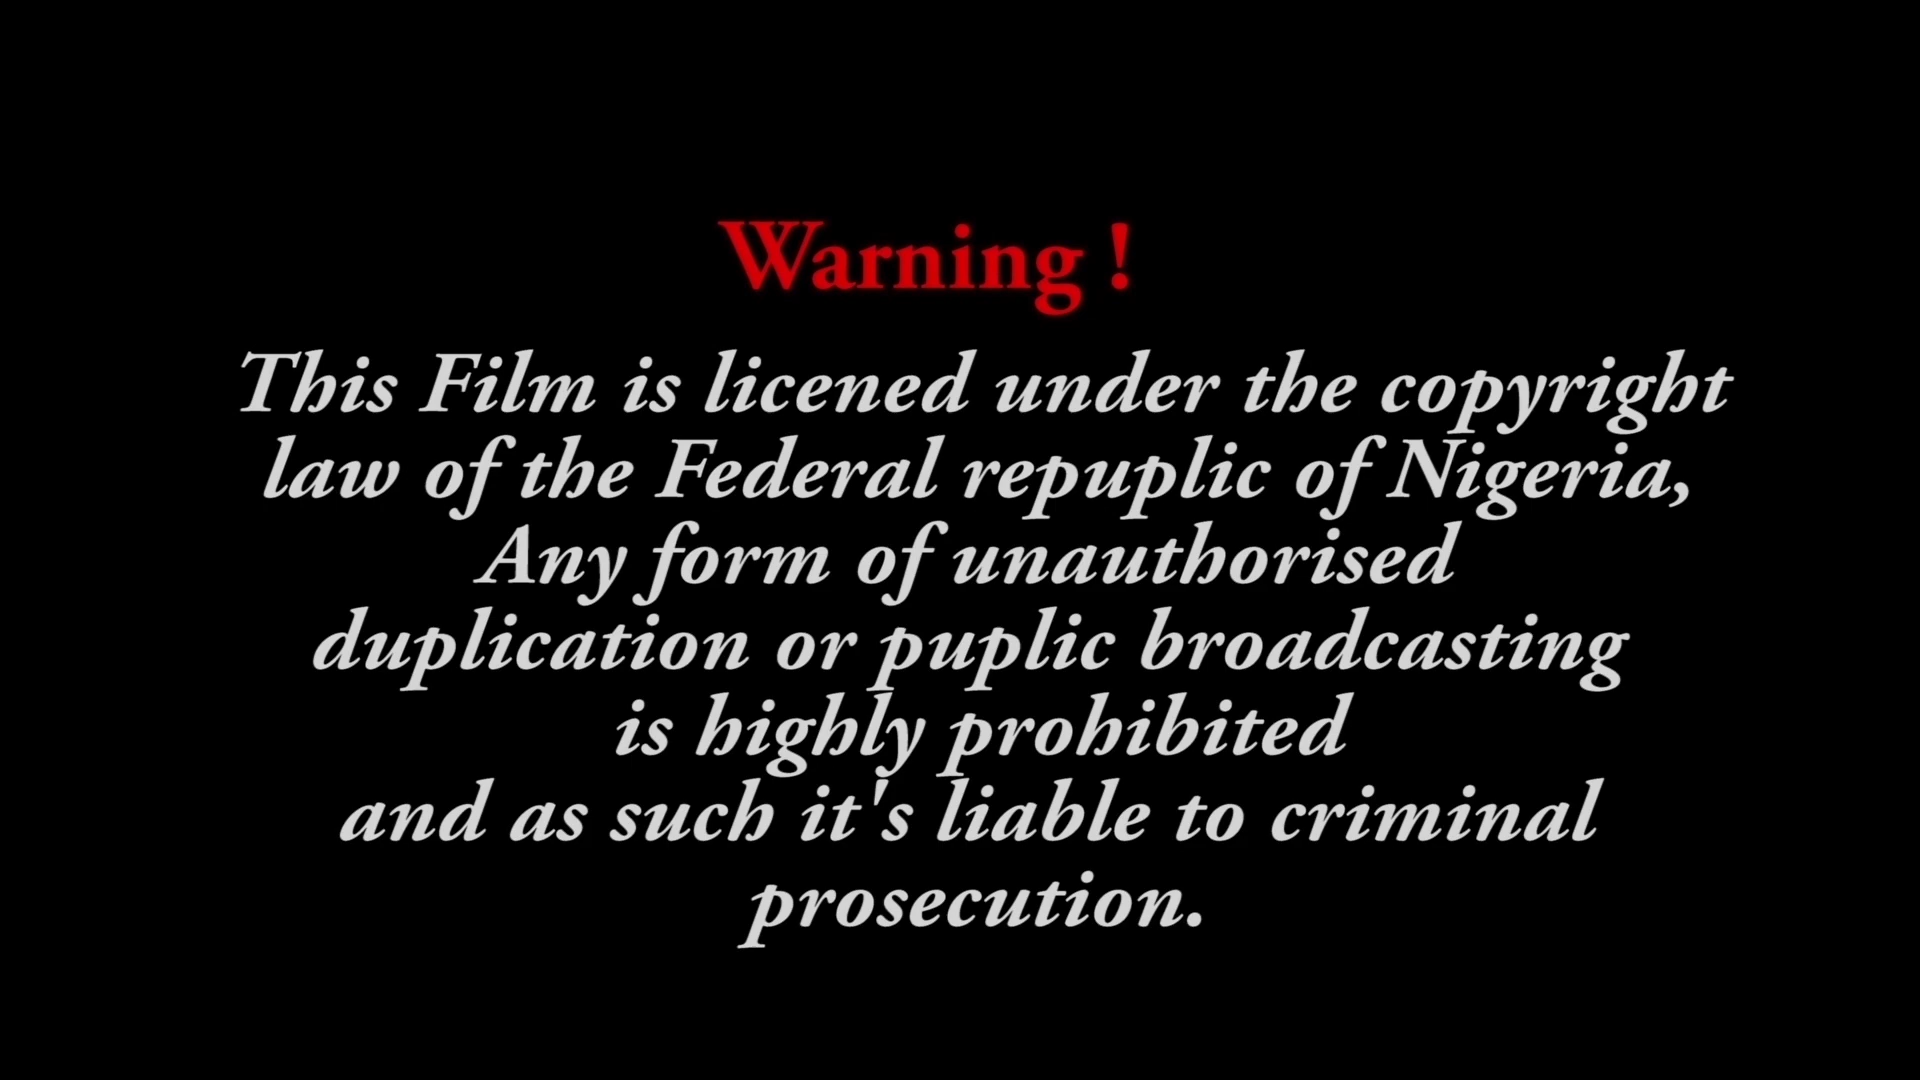 Warning !
This Film is licened under the copyright
law of the Federal repuplic of Nigeria,
Any form of unauthorised
duplication or puplic broadcasting
is highly prohibited
and as such it's liable to criminal
prosecution.